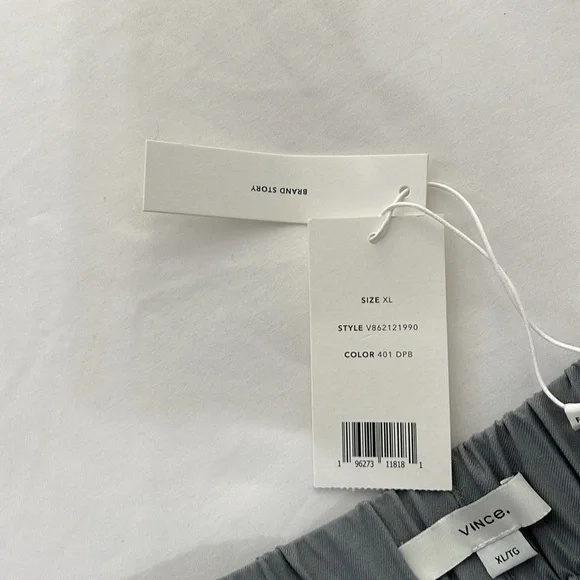 BRAND STORY
SIZE XL
STYLE V862121990
COLOR 401 DPB
1 96273 11818 1
VINCE.
XL/TG